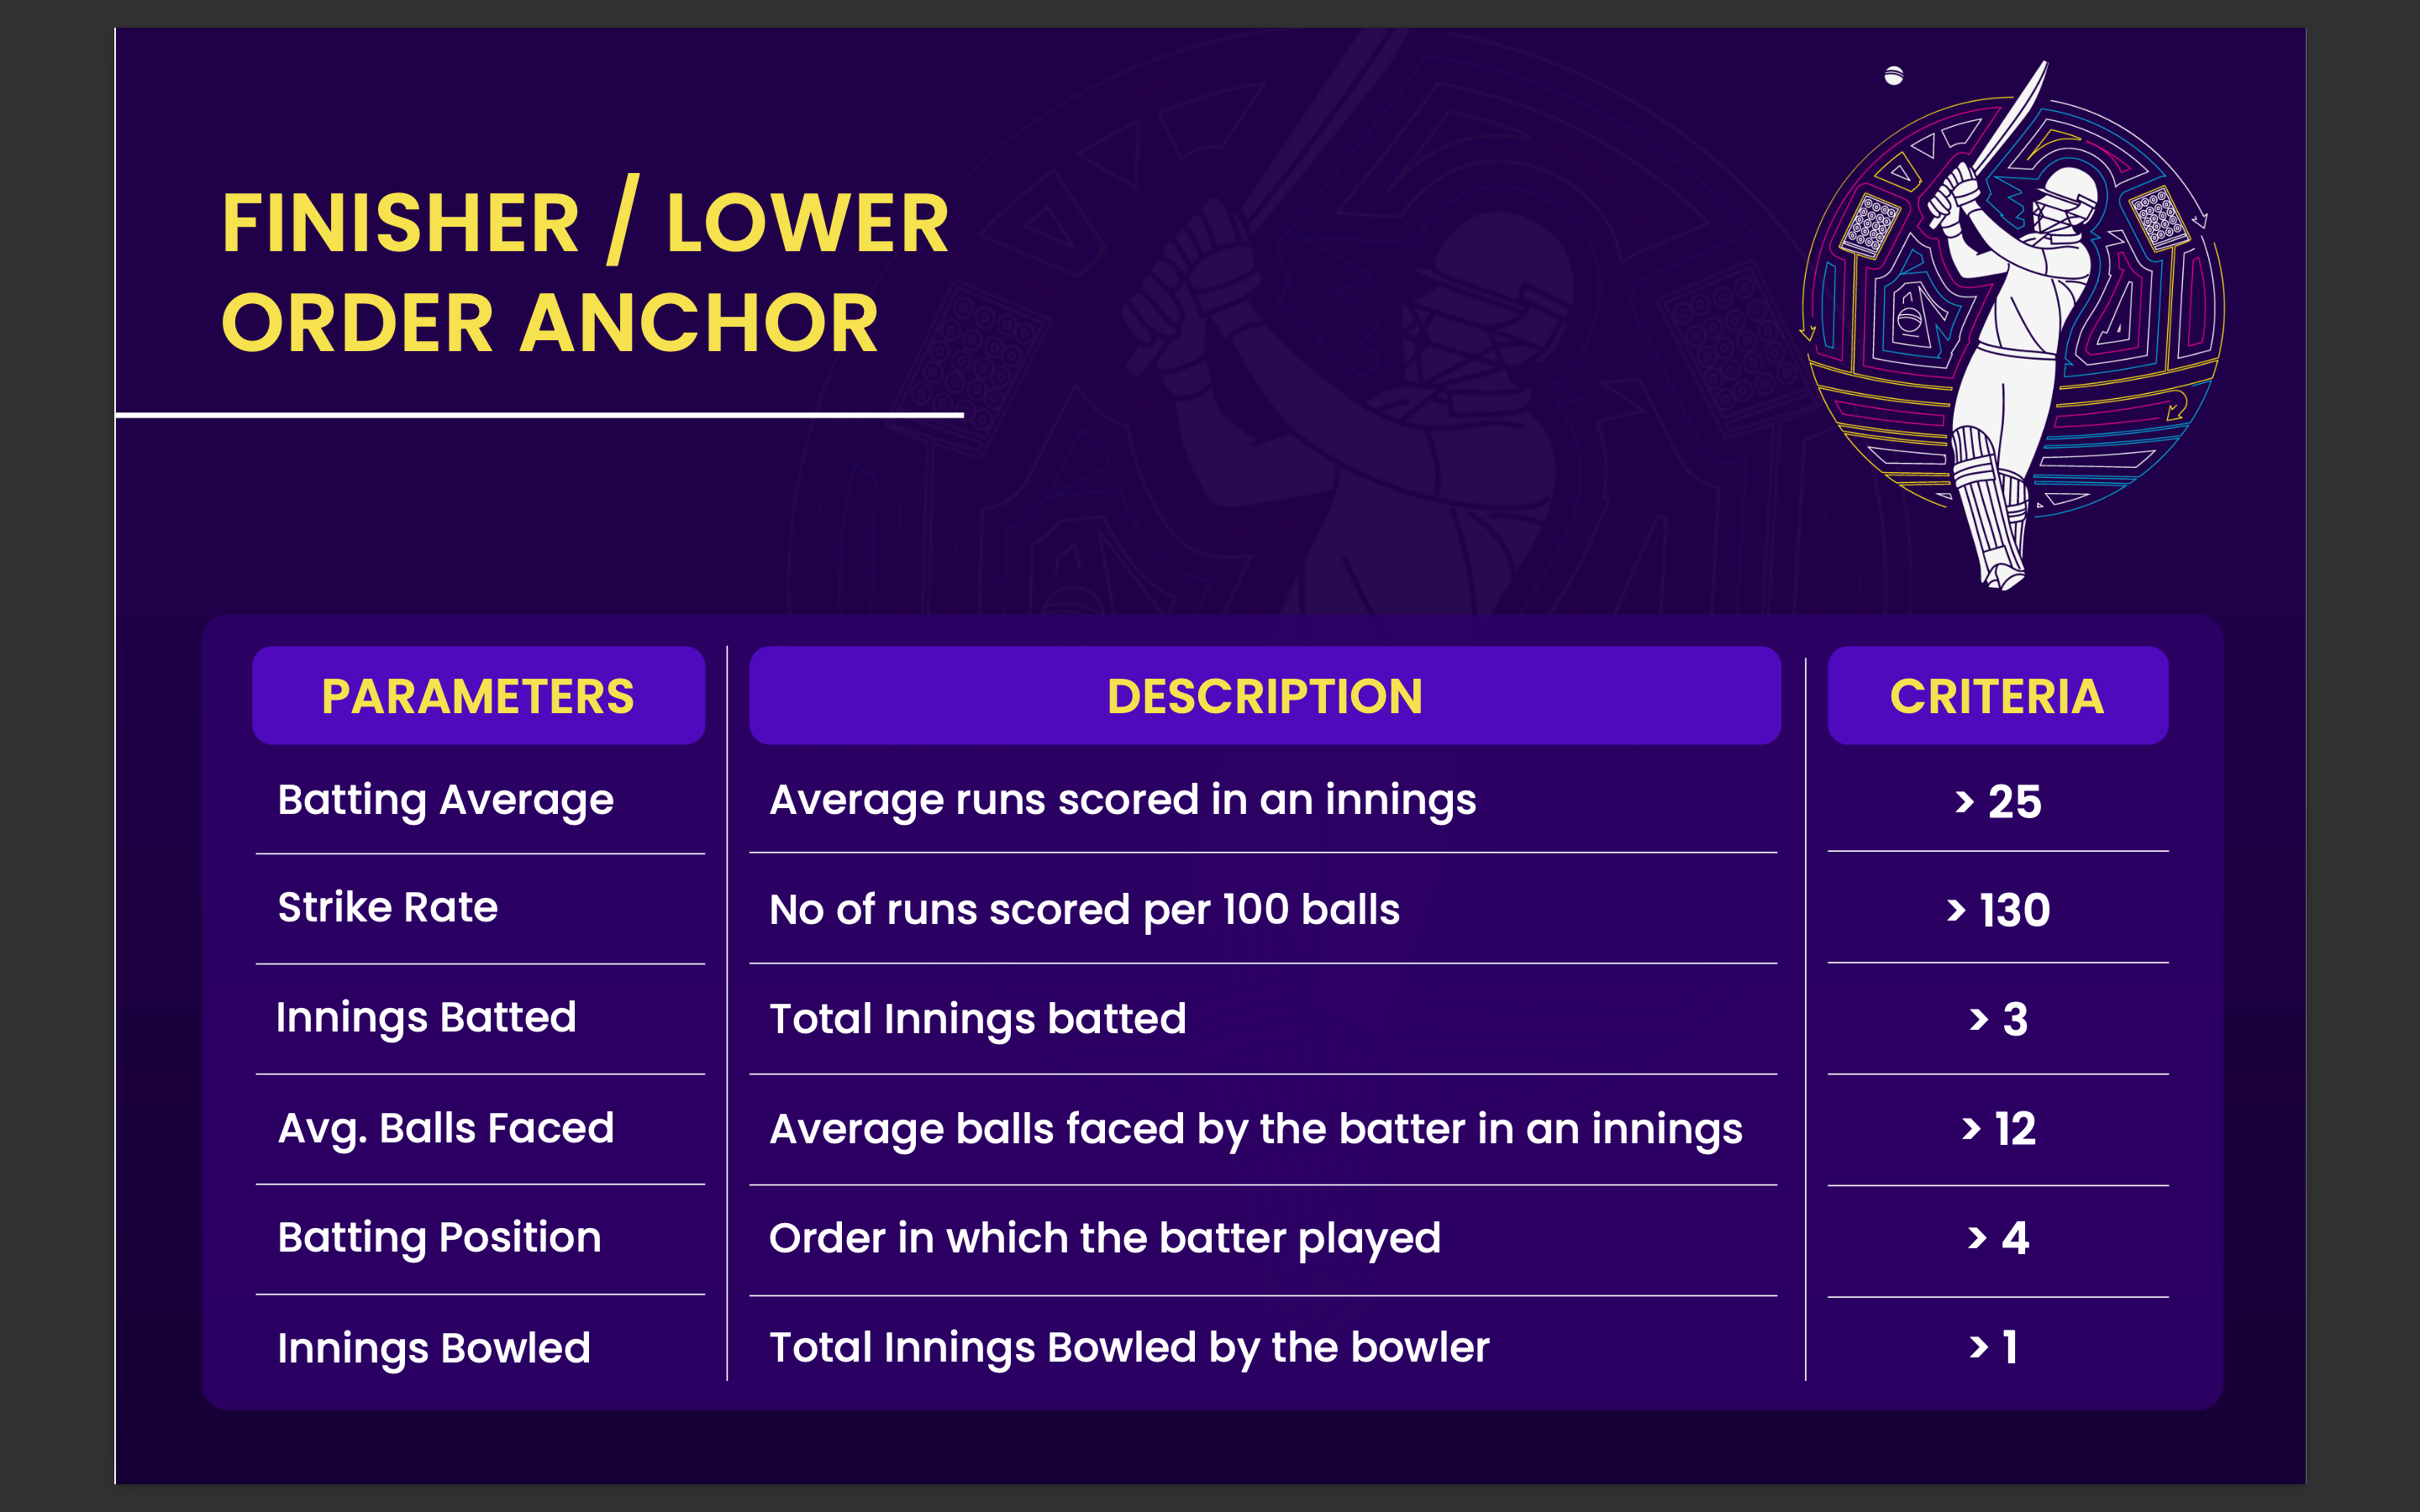 FINISHER / LOWER
ORDER ANCHOR
PARAMETERS DESCRIPTION CRITERIA
Batting Average Average runs scored in an innings > 25
Strike Rate No of runs scored per 100 balls > 130
Innings Batted Total Innings batted > 3
Avg. Balls Faced Average balls faced by the batter in an innings > 12
Batting Position Order in which the batter played > 4
Innings Bowled Total Innings Bowled by the bowler > 1